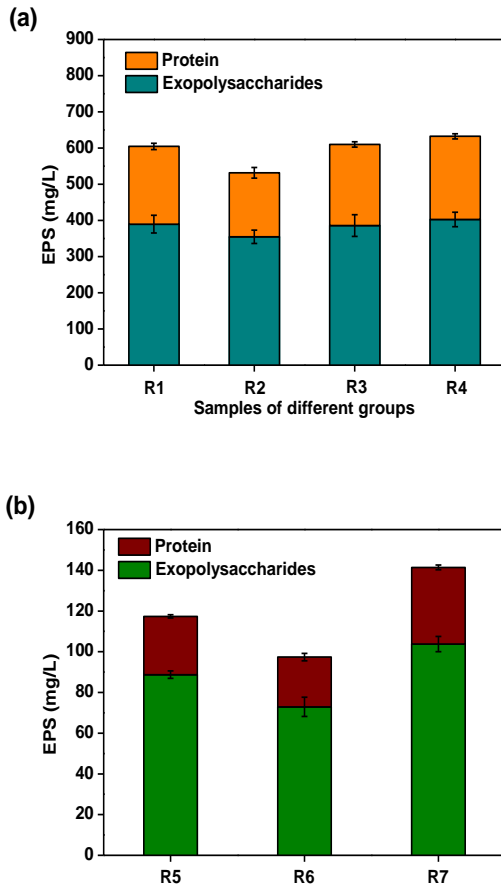 (a)
900
800
700
600
500
400
300
200
100
0
EPS (mg/L)
Protein
Exopolysaccharides
R1 R2 R3 R4
Samples of different groups
(b)
160
140
120
100
80
60
40
20
0
EPS (mg/L)
Protein
Exopolysaccharides
R5 R6 R7